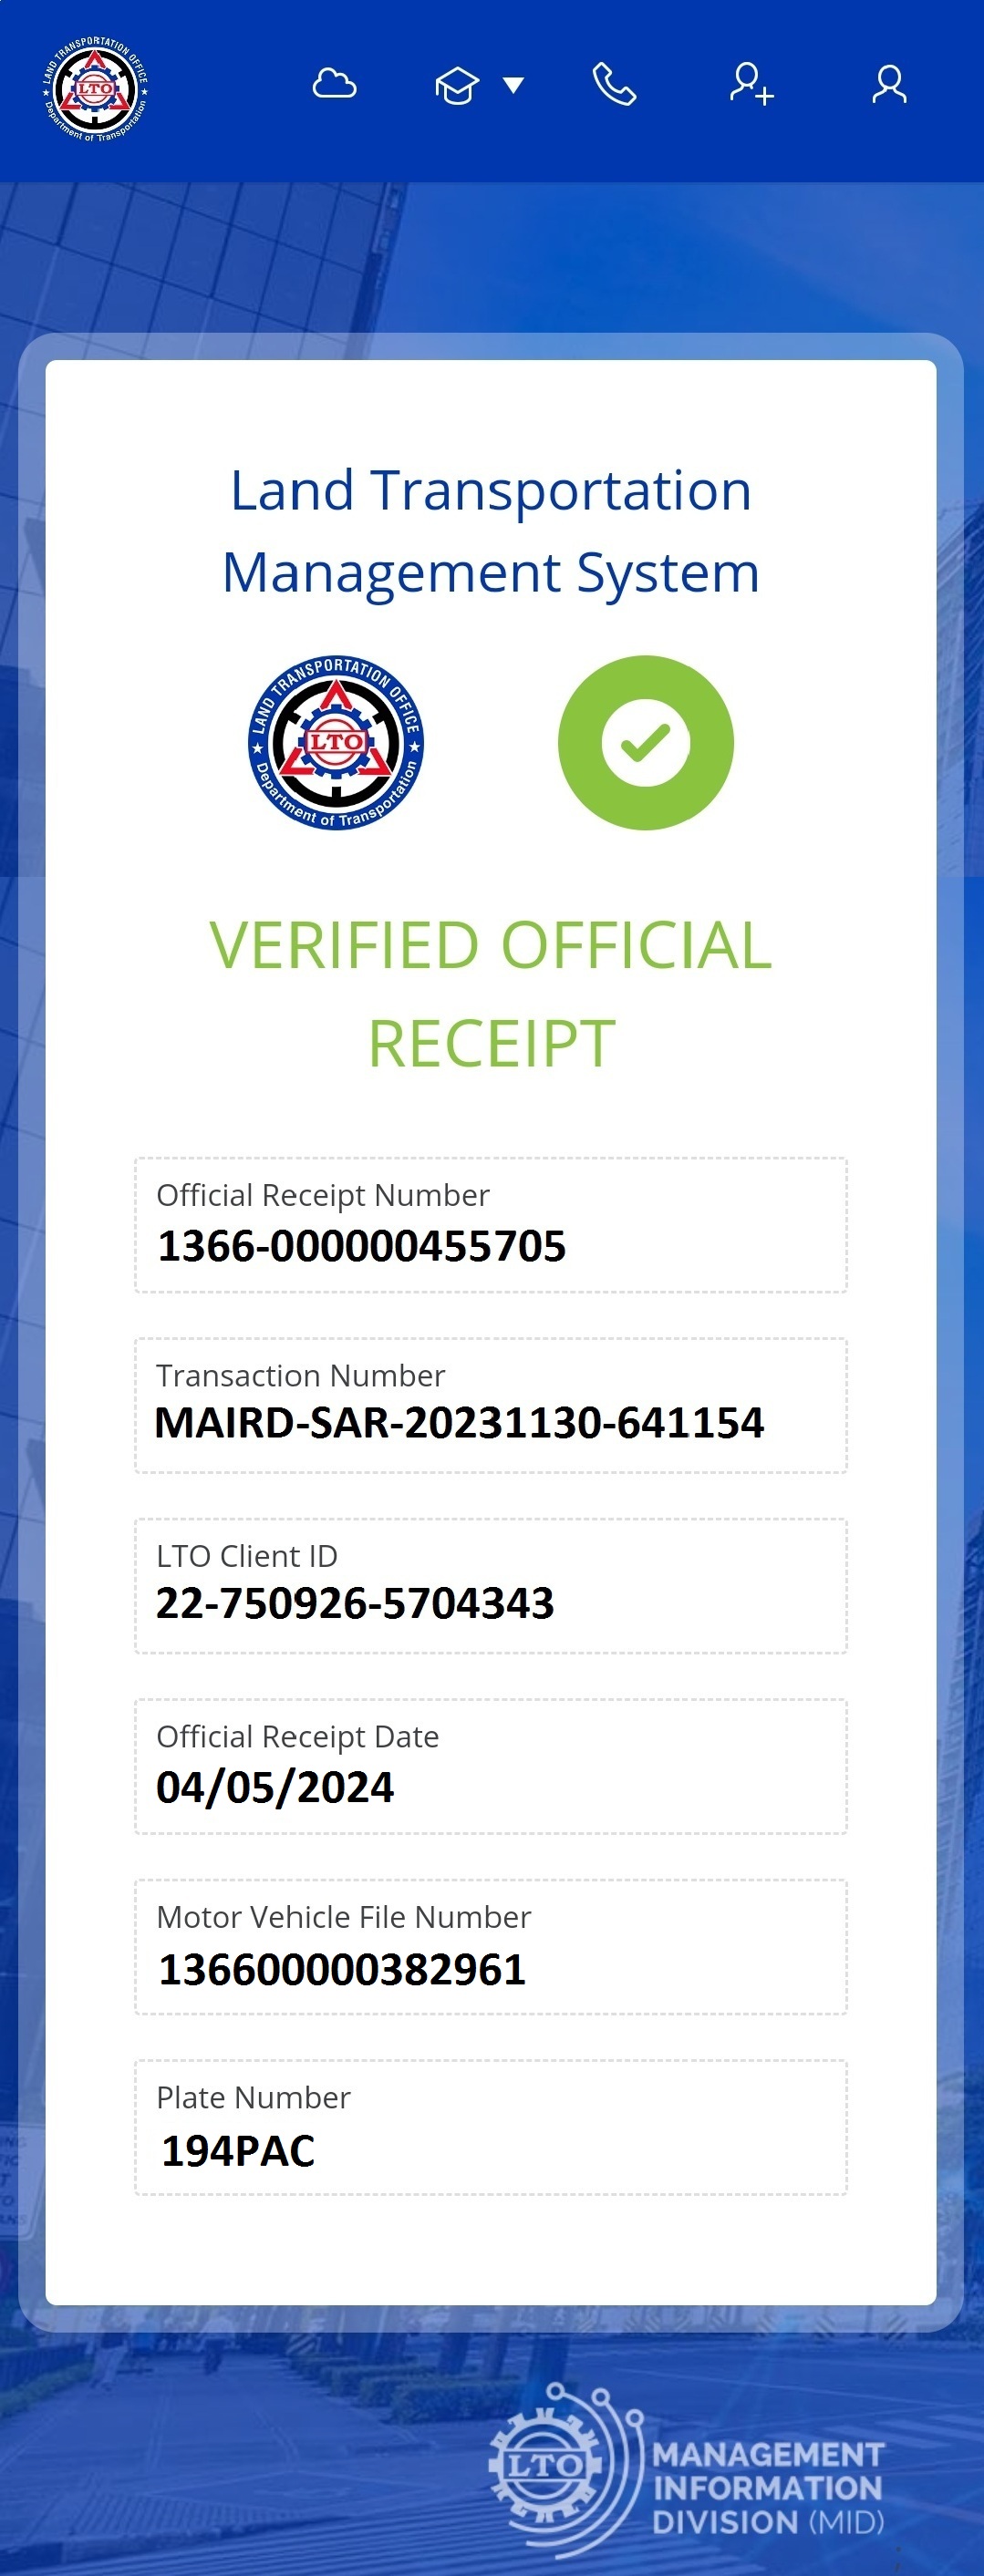 LAND TRANSPORTATION OFFICE
LTO
Department of Transportation
Land Transportation
Management System
LAND TRANSPORTATION OFFICE
LTO
Department of Transportation
VERIFIED OFFICIAL
RECEIPT
Official Receipt Number
1366-000000455705
Transaction Number
MAIRD-SAR-20231130-641154
LTO Client ID
22-750926-5704343
Official Receipt Date
04/05/2024
Motor Vehicle File Number
136600000382961
Plate Number
194PAC
LTO
MANAGEMENT
INFORMATION
DIVISION (MID)